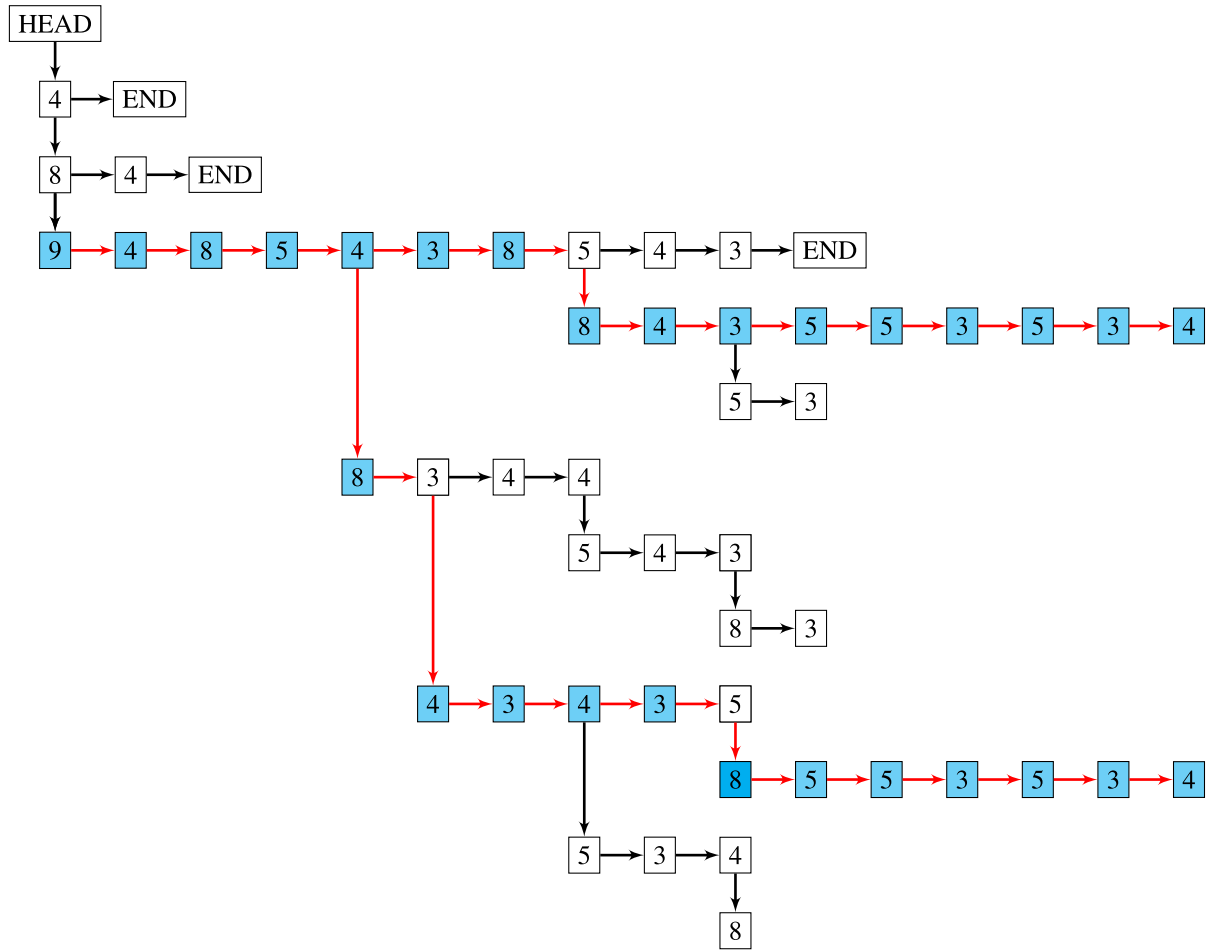 HEAD
4 END
8 4 END
9 4 8 5 4 3 8 5 4 3 END
8 4 3 5 5 3 5 3 4
5 3
8 3 4 4
5 4 3
8 3
4 3 4 3 5
8 5 5 3 5 3 4
5 3 4
8